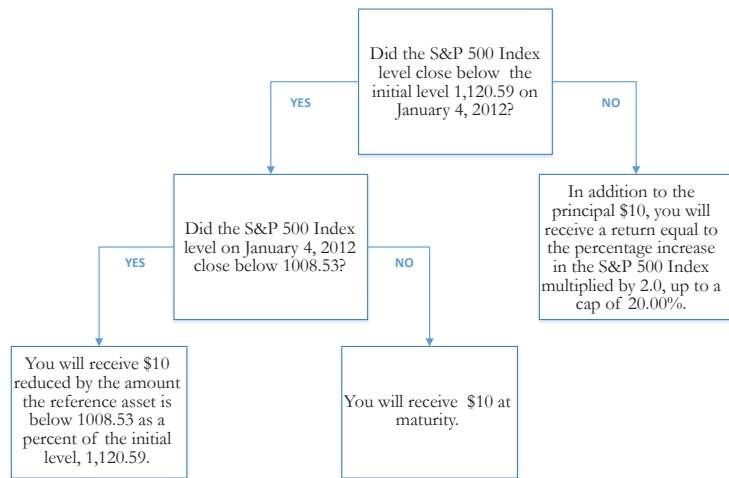 Did the S&P 500 Index
level close below the
initial level 1,120.59 on
January 4, 2012?
YES
NO
Did the S&P 500 Index
level on January 4, 2012
close below 1008.53?
In addition to the
principal $10, you will
receive a return equal to
the percentage increase
in the S&P 500 Index
multiplied by 2.0, up to a
cap of 20.00%.
YES
NO
You will receive $10
reduced by the amount
the reference asset is
below 1008.53 as a
percent of the initial
level, 1,120.59.
You will receive $10 at
maturity.